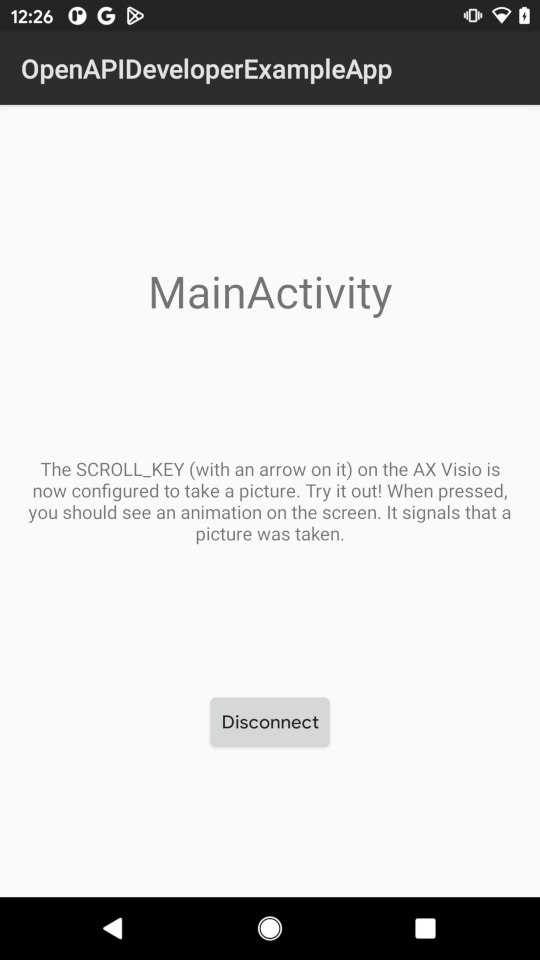 12:26
OpenAPIDeveloperExampleApp
MainActivity
The SCROLL_KEY (with an arrow on it) on the AX Visio is
now configured to take a picture. Try it out! When pressed,
you should see an animation on the screen. It signals that a
picture was taken.
Disconnect